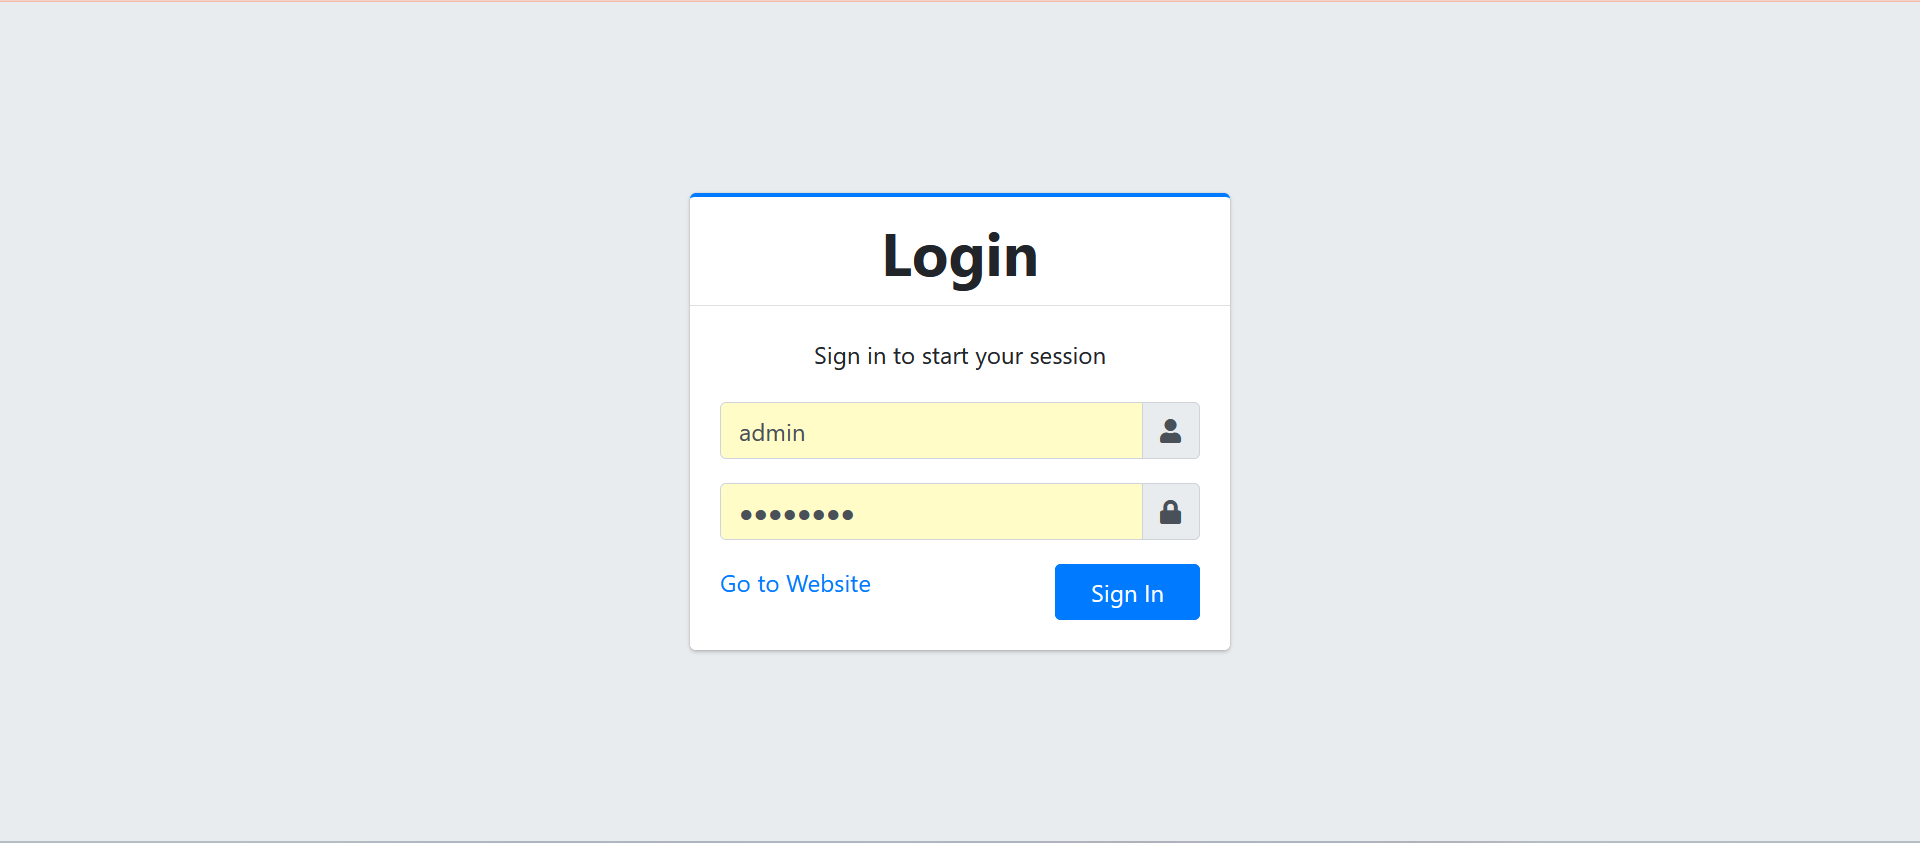 Login
Sign in to start your session
admin
••••••••
Go to Website
Sign In